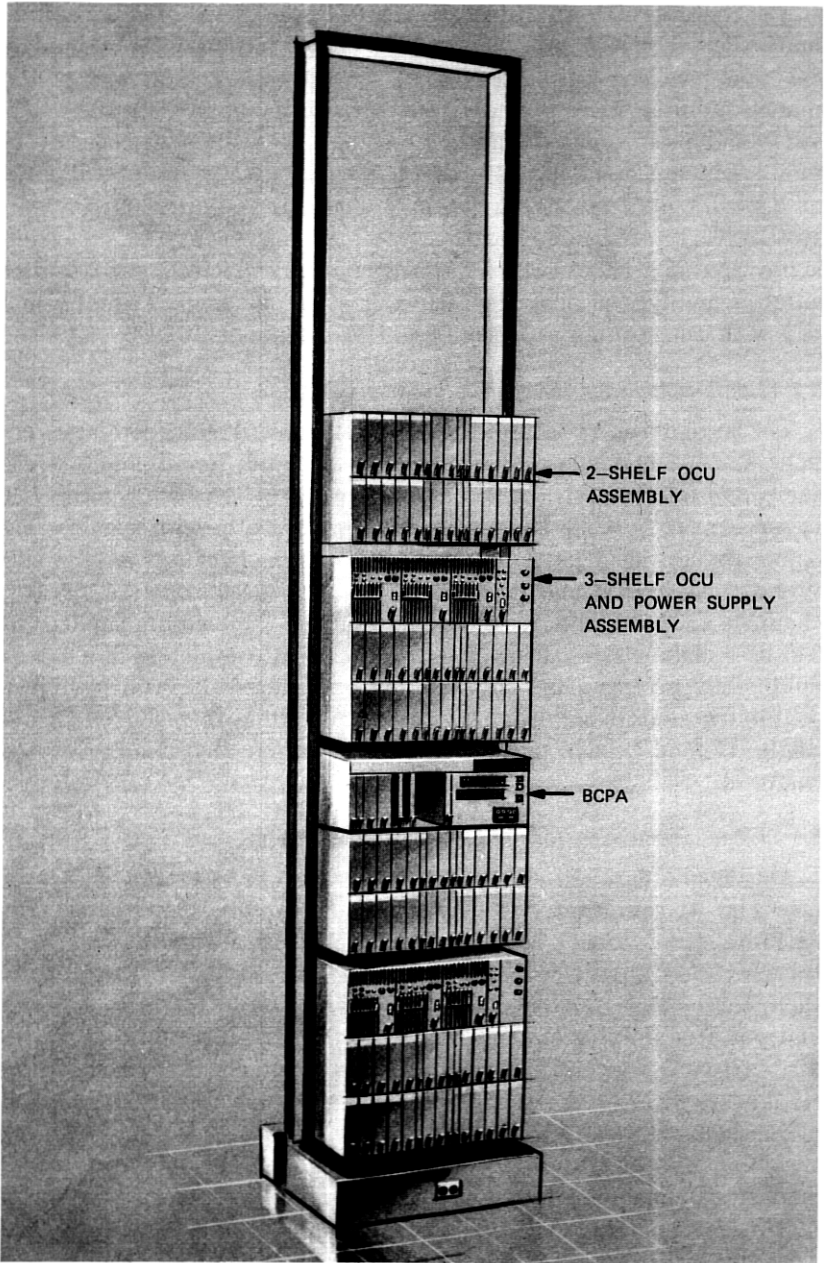 2–SHELF OCU
ASSEMBLY
3–SHELF OCU
AND POWER SUPPLY
ASSEMBLY
BCPA